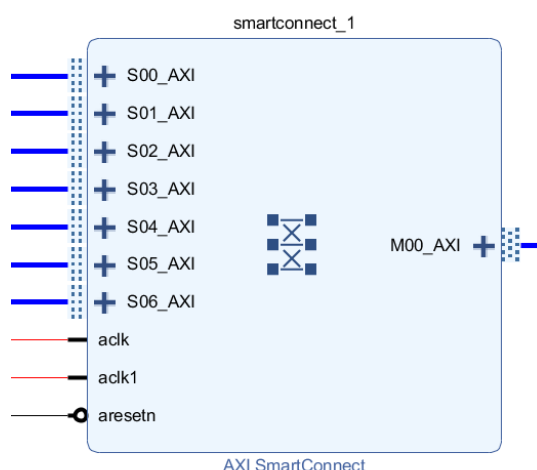 smartconnect_1
S00_AXI
S01_AXI
S02_AXI
S03_AXI
S04_AXI
M00_AXI
S05_AXI
S06_AXI
aclk
aclk1
aresetn
AXI SmartConnect